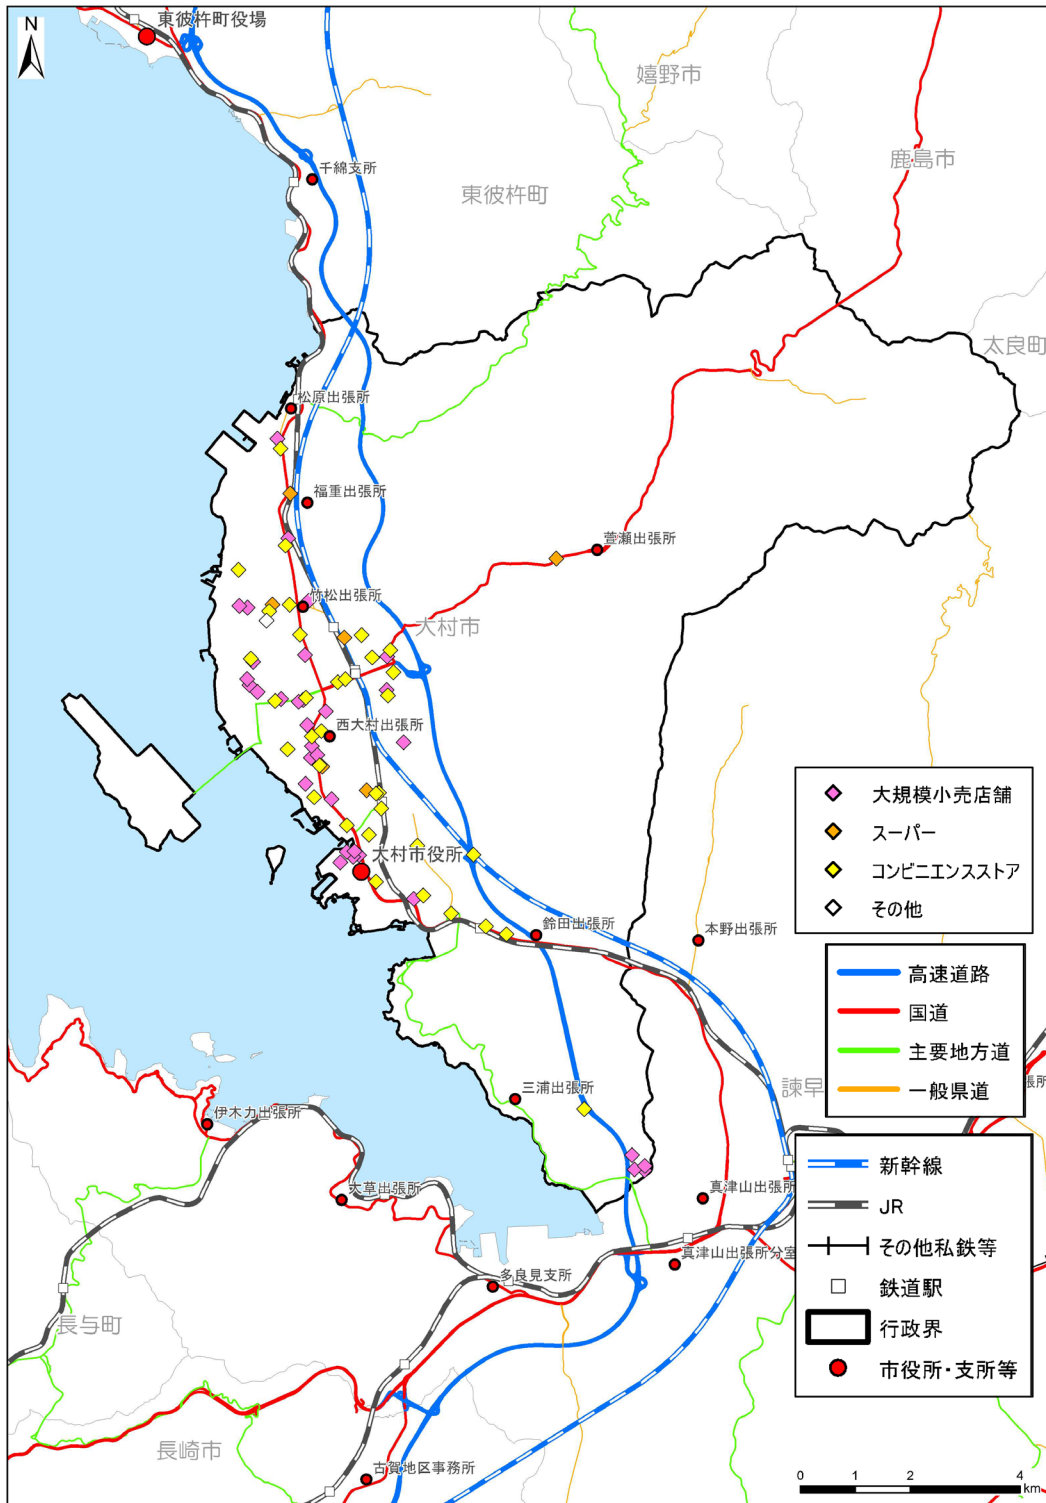 東彼杵町役場
N
嬉野市
鹿島市
千綿支所
東彼杵町
太良町
松原出張所
福重出張所
萱瀬出張所
竹松出張所
大村市
西大村出張所
大規模小売店舗
スーパー
コンビニエンスストア
その他
大村市役所
鈴田出張所
本野出張所
高速道路
国道
主要地方道
一般県道
三浦出張所
諫早
張所
伊木力出張所
新幹線
大草出張所
真津山出張所
JR
その他私鉄等
真津山出張所分室
多良見支所
鉄道駅
長与町
行政界
市役所・支所等
長崎市
古賀地区事務所
0 1 2 4
km